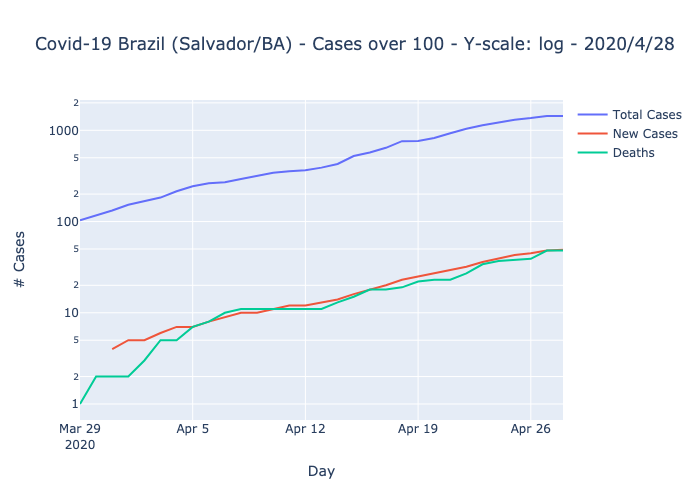 Covid-19 Brazil (Salvador/BA) - Cases over 100 - Y-scale: log - 2020/4/28
Total Cases
New Cases
Deaths
2
1000
5
2
100
5
2
10
5
2
1
# Cases
Mar 29
2020
Apr 5
Apr 12
Apr 19
Apr 26
Day